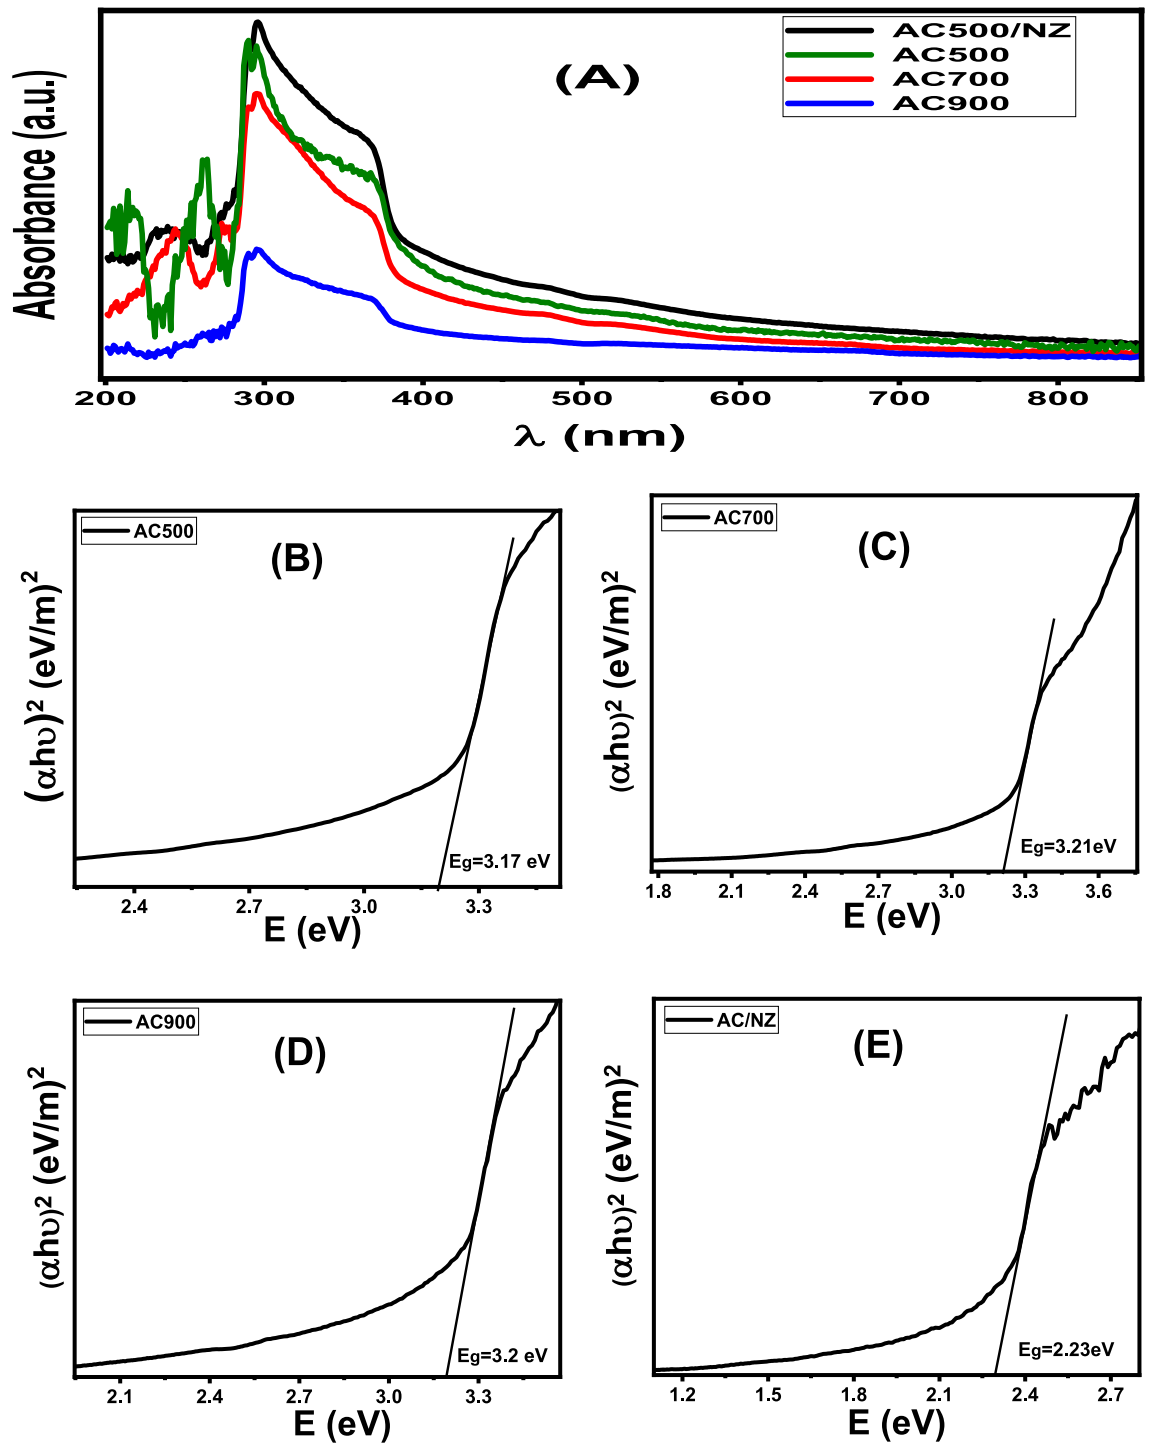 AC500/NZ
AC500
AC700
AC900
(A)
Absorbance (a.u.)
200 300 400 500 600 700 800
λ (nm)
AC500
(B)
(αhυ)² (eV/m)²
Eg=3.17 eV
2.4 2.7 3.0 3.3
E (eV)
AC700
(C)
(αhυ)² (eV/m)²
Eg=3.21eV
1.8 2.1 2.4 2.7 3.0 3.3 3.6
E (eV)
AC900
(D)
(αhυ)² (eV/m)²
Eg=3.2 eV
2.1 2.4 2.7 3.0 3.3
E (eV)
AC/NZ
(E)
(αhυ)² (eV/m)²
Eg=2.23eV
1.2 1.5 1.8 2.1 2.4 2.7
E (eV)